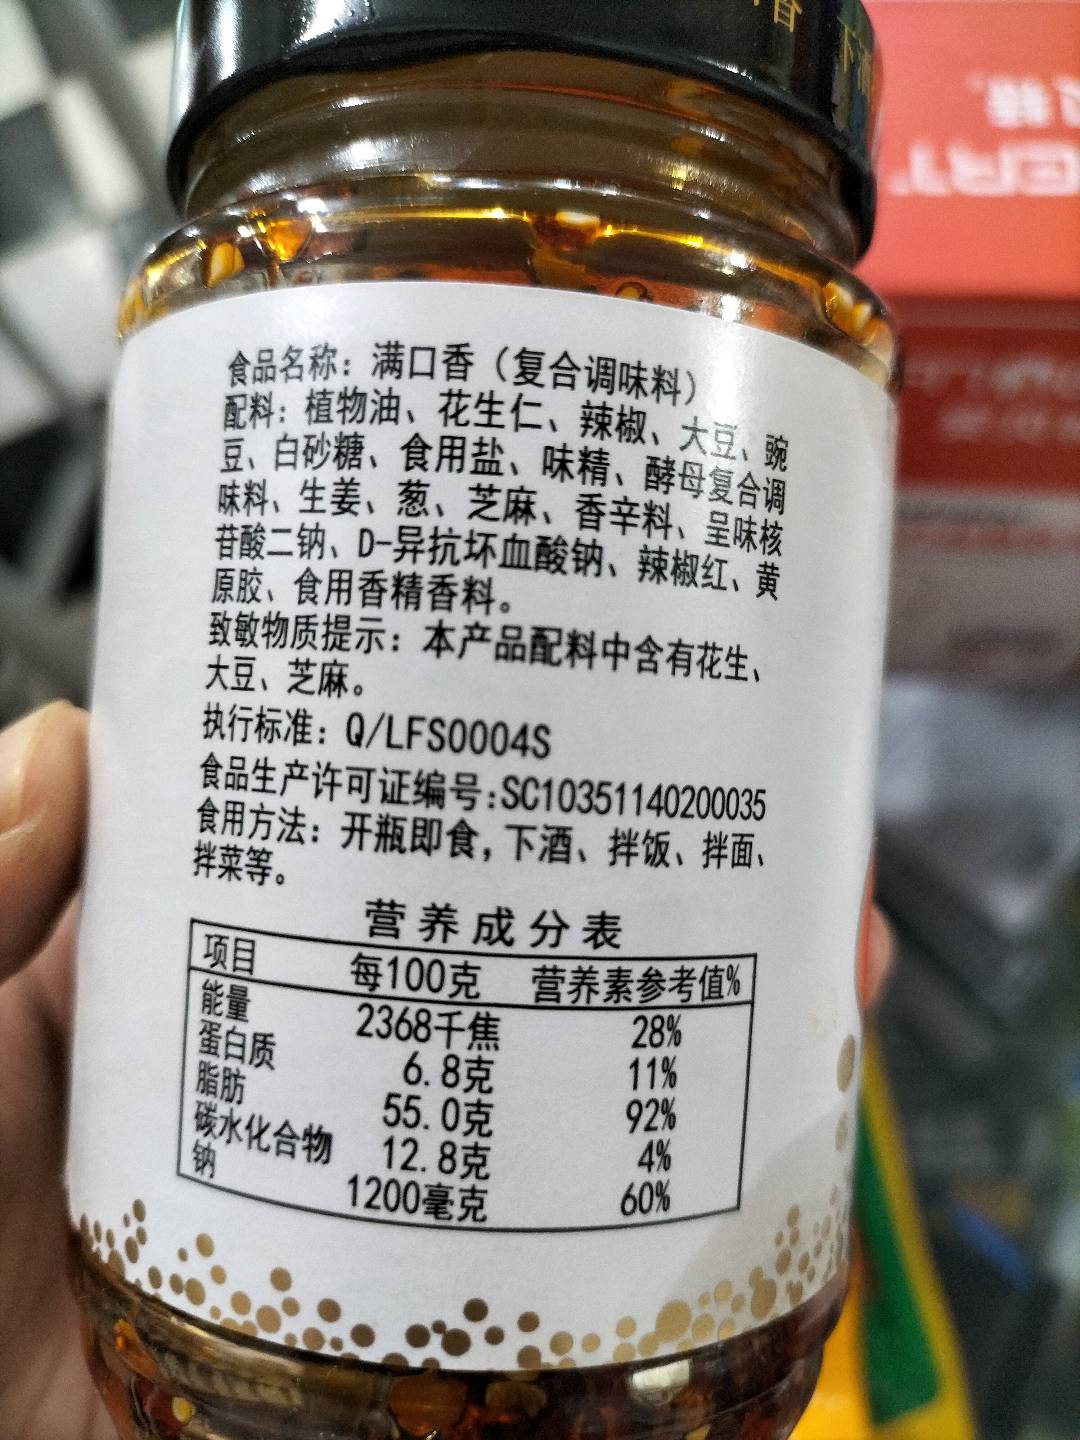 下酒
食品名称：满口香（复合调味料）
配料：植物油、花生仁、辣椒、大豆、豌
豆、白砂糖、食用盐、味精、酵母复合调
味料、生姜、葱、芝麻、香辛料、呈味核
苷酸二钠、D-异抗坏血酸钠、辣椒红、黄
原胶、食用香精香料。
致敏物质提示：本产品配料中含有花生、
大豆、芝麻。
执行标准：Q/LFS0004S
食品生产许可证编号:SC10351140200035
食用方法：开瓶即食,下酒、拌饭、拌面、
拌菜等。
营养成分表
项目 每100克 营养素参考值%
能量 2368千焦 28%
蛋白质 6.8克 11%
脂肪 55.0克 92%
碳水化合物 12.8克 4%
钠 1200毫克 60%